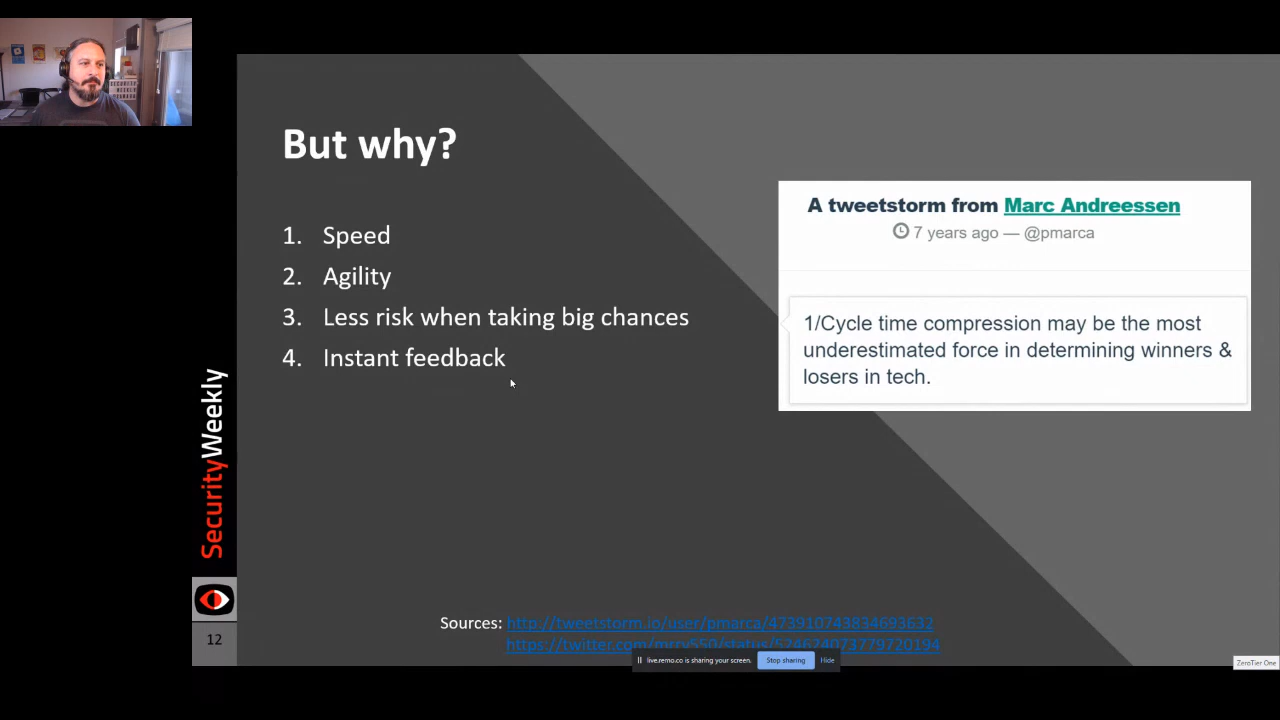 But why?
1. Speed
2. Agility
3. Less risk when taking big chances
4. Instant feedback
A tweetstorm from Marc Andreessen
7 years ago — @pmarca
1/Cycle time compression may be the most
underestimated force in determining winners &
losers in tech.
SecurityWeekly
12
Sources: http://tweetstorm.io/user/pmarca/473910743834693632
live.remo.co is sharing your screen.
Stop sharing
Hide
ZeroTier One